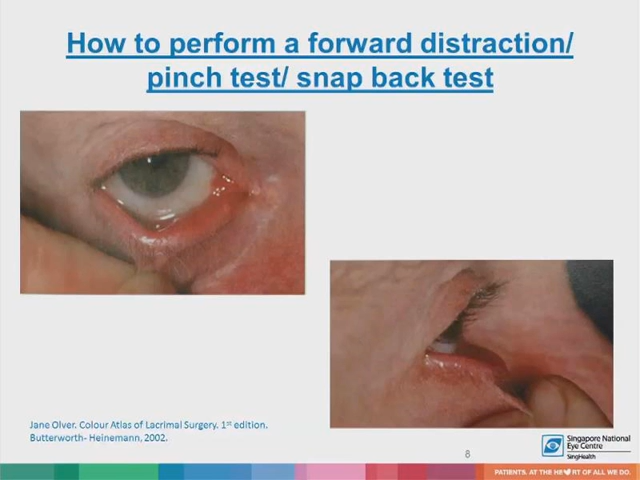 How to perform a forward distraction/
pinch test/ snap back test
Jane Olver. Colour Atlas of Lacrimal Surgery. 1st edition.
Butterworth- Heinemann, 2002.
8
Singapore National
Eye Centre
SingHealth
PATIENTS. AT THE HE♥RT OF ALL WE DO.